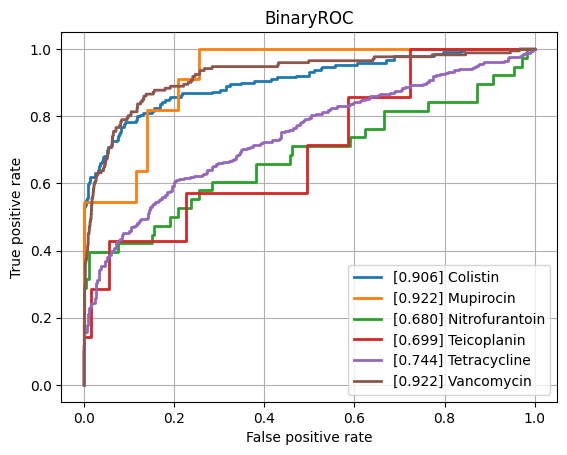 BinaryROC
True positive rate
1.0
0.8
0.6
0.4
0.2
0.0
[0.906] Colistin
[0.922] Mupirocin
[0.680] Nitrofurantoin
[0.699] Teicoplanin
[0.744] Tetracycline
[0.922] Vancomycin
0.0 0.2 0.4 0.6 0.8 1.0
False positive rate